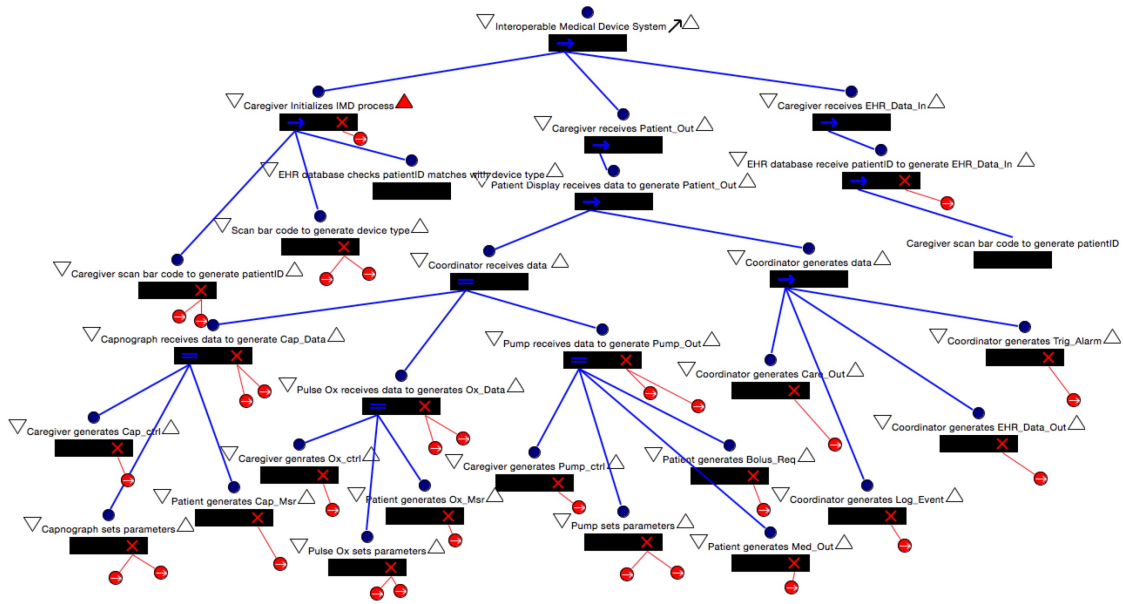 Interoperable Medical Device System
Caregiver Initializes IMD process
Caregiver receives Patient_Out
Caregiver receives EHR_Data_In
EHR database checks patientID matches with device type
Patient Display receives data to generate Patient_Out
EHR database receive patientID to generate EHR_Data_In
Scan bar code to generate device type
Caregiver scan bar code to generate patientID
Coordinator receives data
Coordinator generates data
Caregiver scan bar code to generate patientID
Capnograph receives data to generate Cap_Data
Pulse Ox receives data to generates Ox_Data
Pump receives data to generate Pump_Out
Coordinator generates Care_Out
Coordinator generates Trig_Alarm
Caregiver generates Cap_ctrl
Caregiver genrates Ox_ctrl
Caregiver generates Pump_ctrl
Patient generates Bolus_Req
Coordinator generates EHR_Data_Out
Patient generates Cap_Msr
Patient generates Ox_Msr
Coordinator generates Log_Event
Capnograph sets parameters
Pulse Ox sets parameters
Pump sets parameters
Patient generates Med_Out